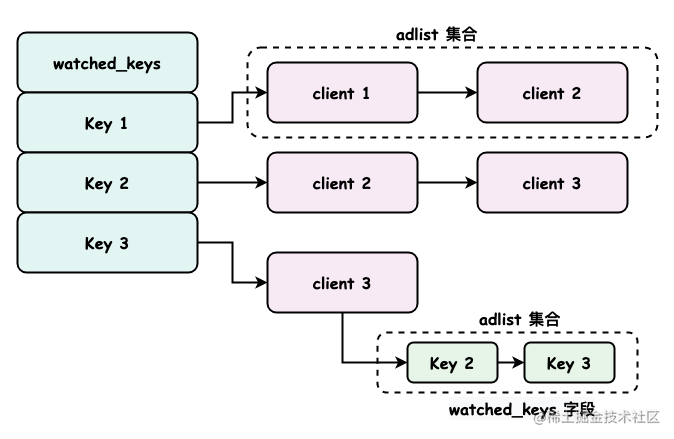 adlist 集合
watched_keys
client 1
client 2
Key 1
Key 2
client 2
client 3
Key 3
client 3
adlist 集合
Key 2
Key 3
watched_keys 字段
@稀土掘金技术社区